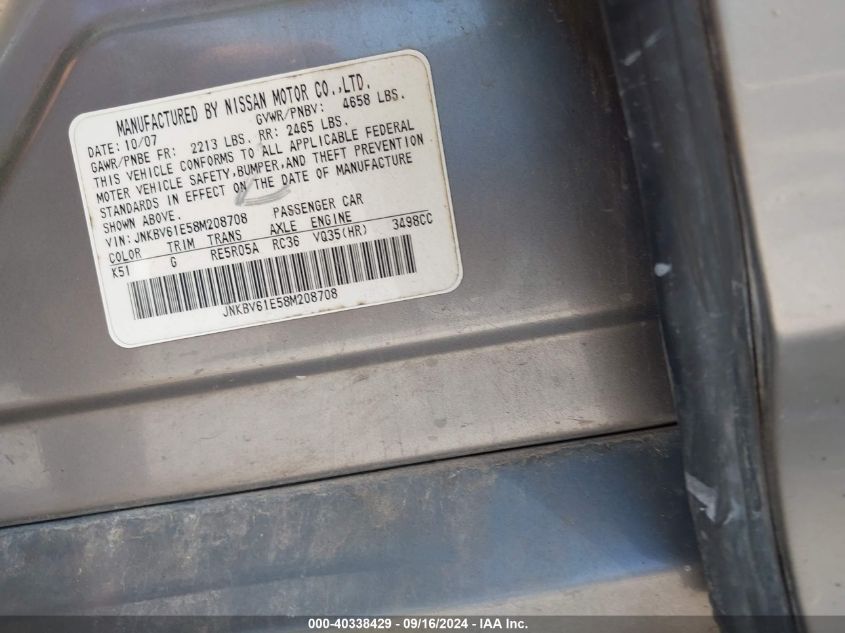 MANUFACTURED BY NISSAN MOTOR CO.,LTD.
DATE: 10/07 GVWR/PNBV: 4658 LBS.
GAWR/PNBE FR: 2213 LBS. RR: 2465 LBS.
THIS VEHICLE CONFORMS TO ALL APPLICABLE FEDERAL
MOTOR VEHICLE SAFETY,BUMPER,AND THEFT PREVENTION
STANDARDS IN EFFECT ON THE DATE OF MANUFACTURE
SHOWN ABOVE.
VIN: JNKBV61E58M208708 PASSENGER CAR
COLOR TRIM TRANS AXLE ENGINE
K51 G RE5R05A RC36 VQ35(HR) 3498CC
JNKBV61E58M208708
000-40338429 - 09/16/2024 - IAA Inc.